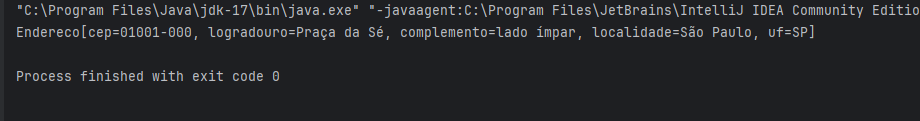 "C:\Program Files\Java\jdk-17\bin\java.exe" "-javaagent:C:\Program Files\JetBrains\IntelliJ IDEA Community Editio
Endereco[cep=01001-000, logradouro=Praça da Sé, complemento=lado ímpar, localidade=São Paulo, uf=SP]
Process finished with exit code 0